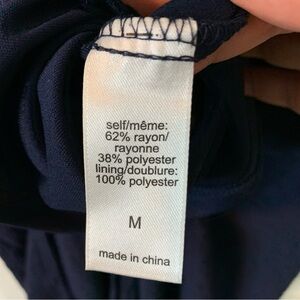 self/même:
62% rayon/
rayonne
38% polyester
lining/doublure:
100% polyester
M
made in china